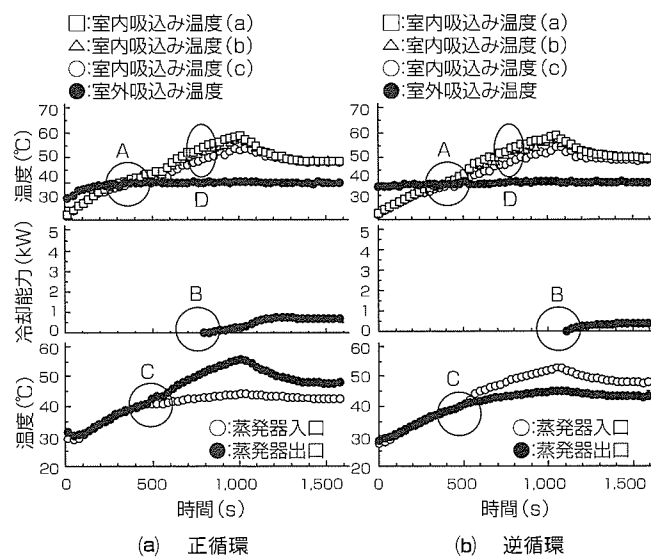 □:室内吸込み温度(a)
△:室内吸込み温度(b)
○:室内吸込み温度(c)
●:室外吸込み温度
□:室内吸込み温度(a)
△:室内吸込み温度(b)
○:室内吸込み温度(c)
●:室外吸込み温度
温度(℃)
70
60
50
40
30
A
D
A
D
冷却能力(kW)
5
4
3
2
1
0
B
5
4
3
2
1
0
B
温度(℃)
60
50
40
30
20
C
○:蒸発器入口
●:蒸発器出口
60
50
40
30
20
C
○:蒸発器入口
●:蒸発器出口
0 500 1,000 1,500
0 500 1,000 1,500
時間(s)
時間(s)
(a) 正循環
(b) 逆循環